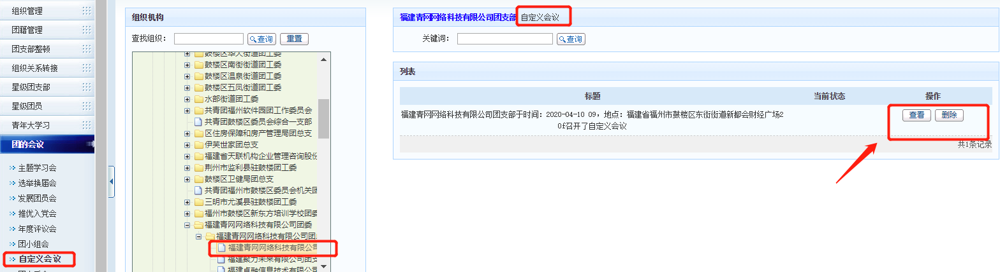 组织管理
团籍管理
团支部整顿
组织关系转接
星级团支部
星级团员
青年大学习
团的会议
主题学习会
选举换届会
发展团员会
推优入党会
年度评议会
团小组会
自定义会议
组织机构
查找组织： 查询 重置
鼓楼区华大街道团工委
鼓楼区南街街道团工委
鼓楼区温泉街道团工委
鼓楼区五凤街道团工委
水部街道团工委
共青团福州软件园团工作委员会
共青团鼓楼区委员会综合一支部
区住房保障和房产管理局团总支
伊芙世家团总支
福建省天联机构企业管理咨询股份
荆州市监利县驻鼓楼团工委
鼓楼区卫健局团总支
共青团福州市鼓楼区委员会机关团
三明市尤溪县驻鼓楼团工委
福州市鼓楼区新东方培训学校团委
福建青网网络科技有限公司团委
福建青网网络科技有限公司团
福建青网网络科技有限公司
福建聚力未来有限公司团支
福建卓融信息技术有限公司
福建青网网络科技有限公司团支部 自定义会议
关键词： 查询
列表
标题 当前状态 操作
福建青网网络科技有限公司团支部于时间：2020-04-10 09，地点：福建省福州市鼓楼区东街街道新都会财经广场2
0f召开了自定义会议
查看 删除
共1条记录